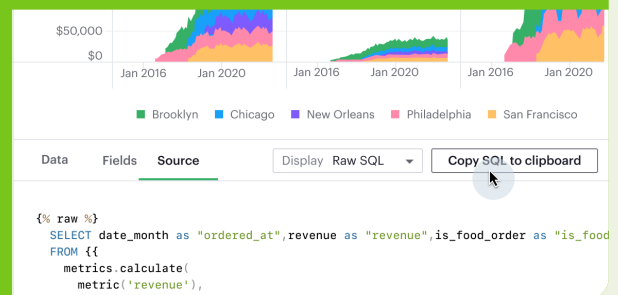 $50,000
$0
Jan 2016 Jan 2020 Jan 2016 Jan 2020 Jan 2016 Jan 2020
Brooklyn Chicago New Orleans Philadelphia San Francisco
Data Fields Source Display Raw SQL Copy SQL to clipboard
{% raw %}
SELECT date_month as "ordered_at",revenue as "revenue",is_food_order as "is_food
FROM {{
metrics.calculate(
metric('revenue'),